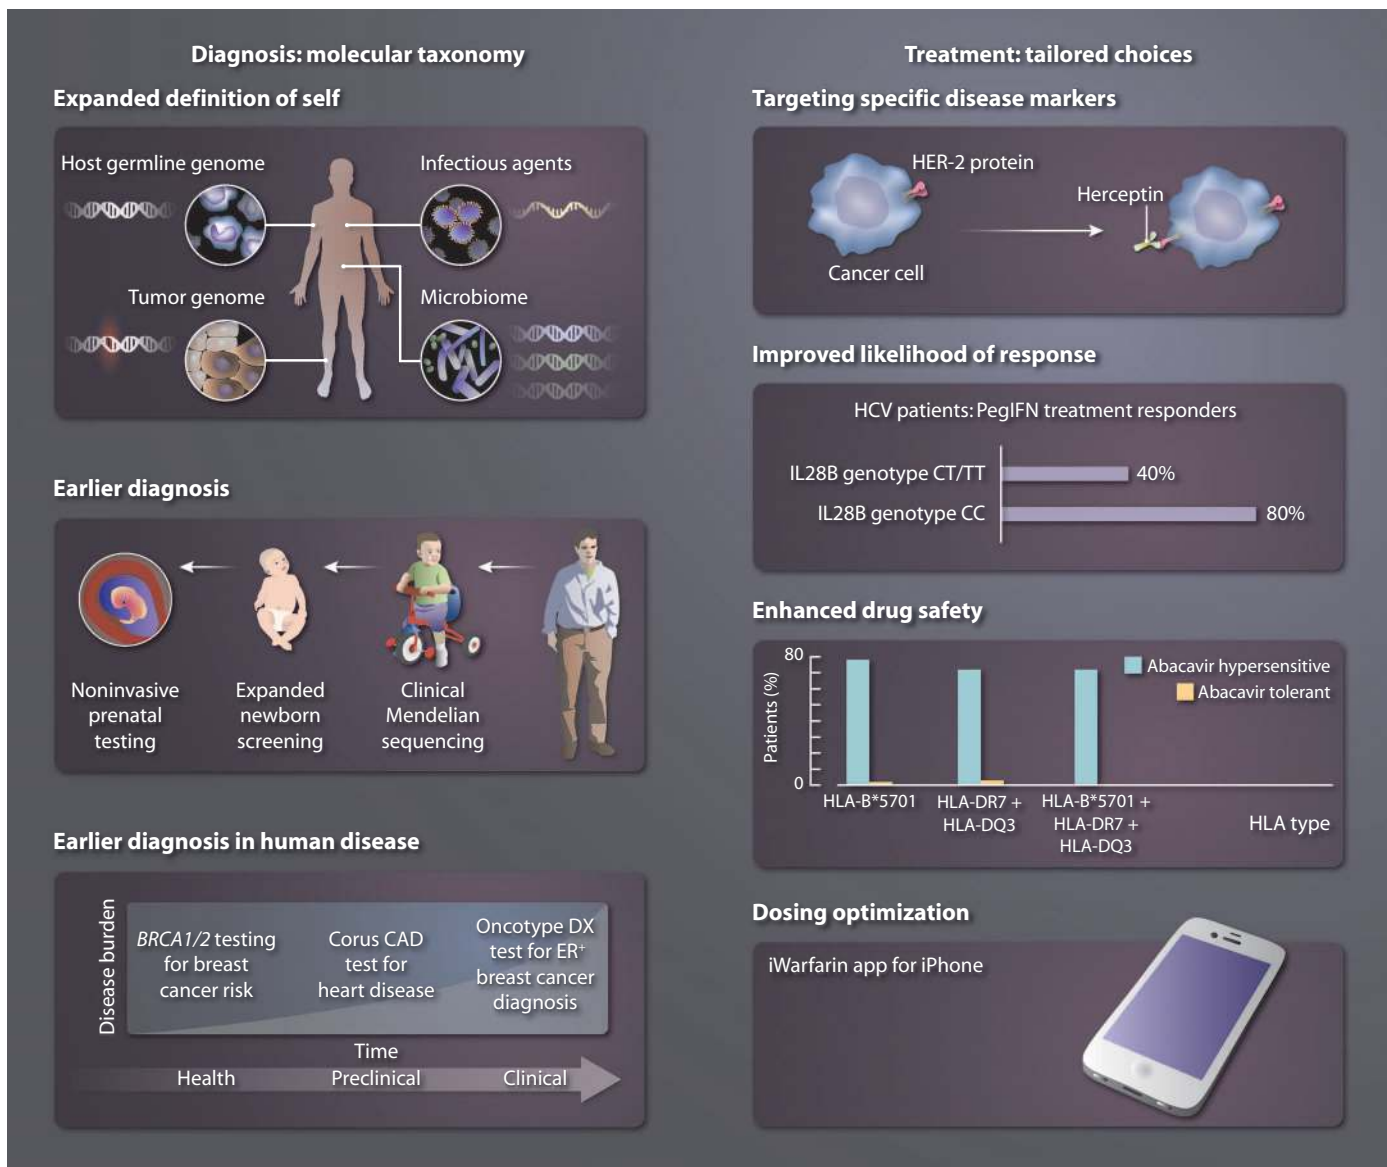 Diagnosis: molecular taxonomy
Expanded definition of self
Host germline genome
Infectious agents
Tumor genome
Microbiome
Earlier diagnosis
Noninvasive
prenatal
testing
Expanded
newborn
screening
Clinical
Mendelian
sequencing
Earlier diagnosis in human disease
Disease burden
BRCA1/2 testing
for breast
cancer risk
Corus CAD
test for
heart disease
Oncotype DX
test for ER⁺
breast cancer
diagnosis
Time
Health
Preclinical
Clinical
Treatment: tailored choices
Targeting specific disease markers
HER-2 protein
Herceptin
Cancer cell
Improved likelihood of response
HCV patients: PegIFN treatment responders
IL28B genotype CT/TT
40%
IL28B genotype CC
80%
Enhanced drug safety
80
Patients (%)
0
Abacavir hypersensitive
Abacavir tolerant
HLA-B*5701
HLA-DR7 +
HLA-DQ3
HLA-B*5701 +
HLA-DR7 +
HLA-DQ3
HLA type
Dosing optimization
iWarfarin app for iPhone